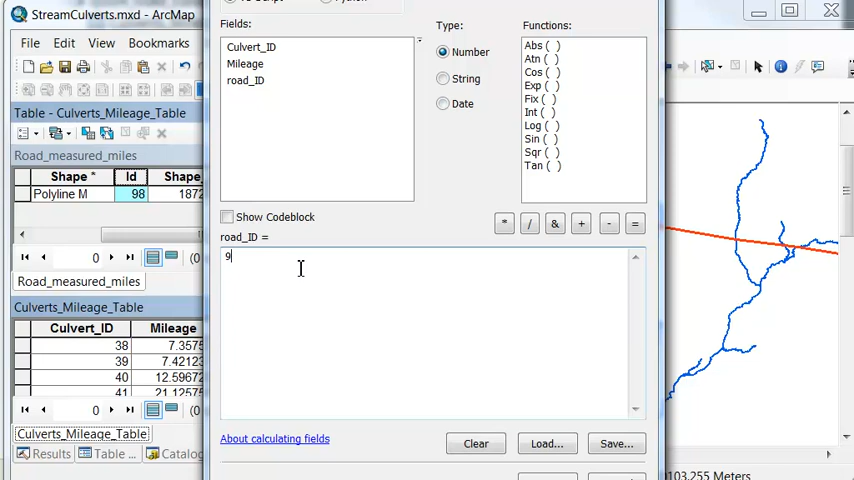 StreamCulverts.mxd - ArcMap
File Edit View Bookmarks
Table - Culverts_Mileage_Table
Road_measured_miles
Shape * Id Shape_
Polyline M 98 1872
0
Road_measured_miles
Culverts_Mileage_Table
Culvert_ID Mileage
38 7.3575
39 7.42123
40 12.59672
41 21.12575
0
Culverts_Mileage_Table
Results Table ... Catalog
Fields:
Culvert_ID
Mileage
road_ID
Type:
Number
String
Date
Functions:
Abs ( )
Atn ( )
Cos ( )
Exp ( )
Fix ( )
Int ( )
Log ( )
Sin ( )
Sqr ( )
Tan ( )
Show Codeblock
* / & + - =
road_ID =
9
About calculating fields
Clear Load... Save...
0103.255 Meters